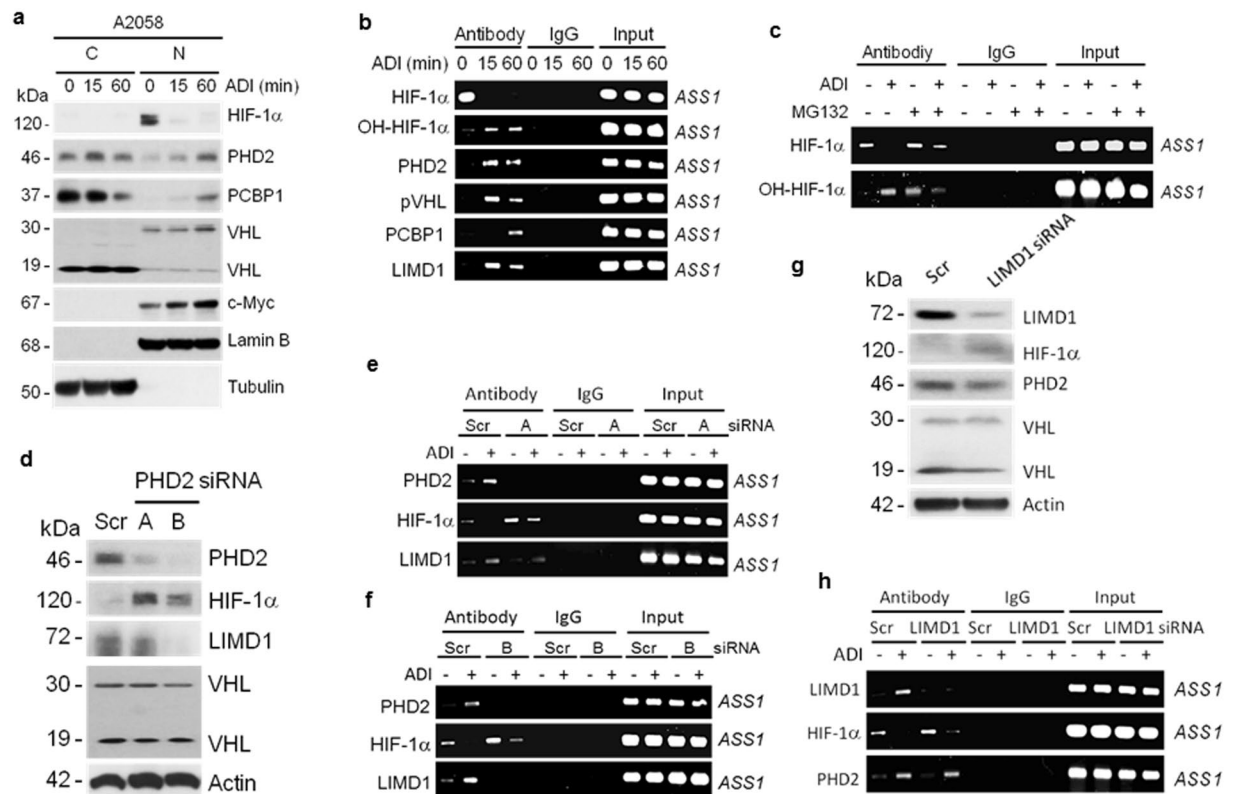 a
A2058
C N
0 15 60 0 15 60 ADI (min)
kDa
120 - HIF-1α
46 - PHD2
37 - PCBP1
30 - VHL
19 - VHL
67 - c-Myc
68 - Lamin B
50 - Tubulin
b
Antibody IgG Input
ADI (min) 0 15 60 0 15 60 0 15 60
HIF-1α ASS1
OH-HIF-1α ASS1
PHD2 ASS1
pVHL ASS1
PCBP1 ASS1
LIMD1 ASS1
c
Antibodiy IgG Input
ADI - + - + - + - + - + - +
MG132 - - + + - - + + - - + +
HIF-1α ASS1
OH-HIF-1α ASS1
d
PHD2 siRNA
kDa Scr A B
46 - PHD2
120 - HIF-1α
72 - LIMD1
30 - VHL
19 - VHL
42 - Actin
e
Antibody IgG Input
Scr A Scr A Scr A siRNA
ADI - + - + - + - + - + - +
PHD2 ASS1
HIF-1α ASS1
LIMD1 ASS1
f
Antibody IgG Input
Scr B Scr B Scr B siRNA
ADI - + - + - + - + - + - +
PHD2 ASS1
HIF-1α ASS1
LIMD1 ASS1
g
kDa Scr LIMD1 siRNA
72 - LIMD1
120 - HIF-1α
46 - PHD2
30 - VHL
19 - VHL
42 - Actin
h
Antibody IgG Input
Scr LIMD1 Scr LIMD1 Scr LIMD1 siRNA
ADI - + - + - + - + - + - +
LIMD1 ASS1
HIF-1α ASS1
PHD2 ASS1